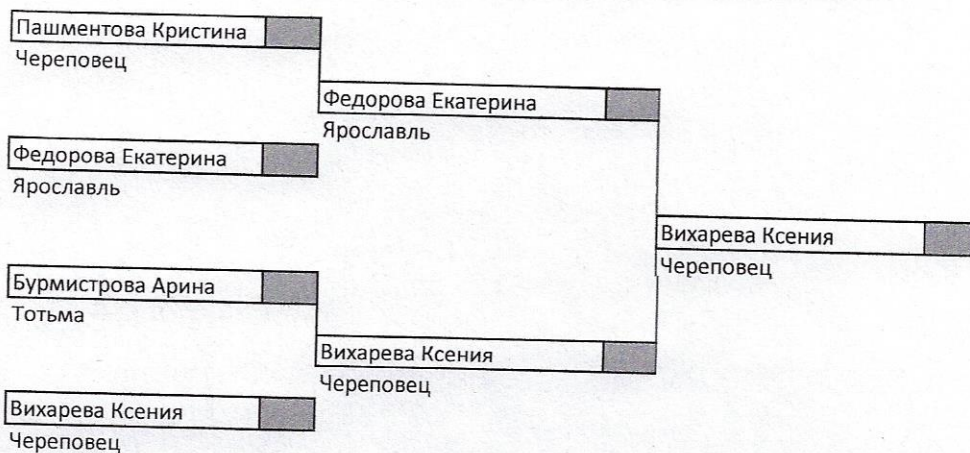 Пашментова Кристина
Череповец
Федорова Екатерина
Ярославль
Федорова Екатерина
Ярославль
Вихарева Ксения
Череповец
Бурмистрова Арина
Тотьма
Вихарева Ксения
Череповец
Вихарева Ксения
Череповец